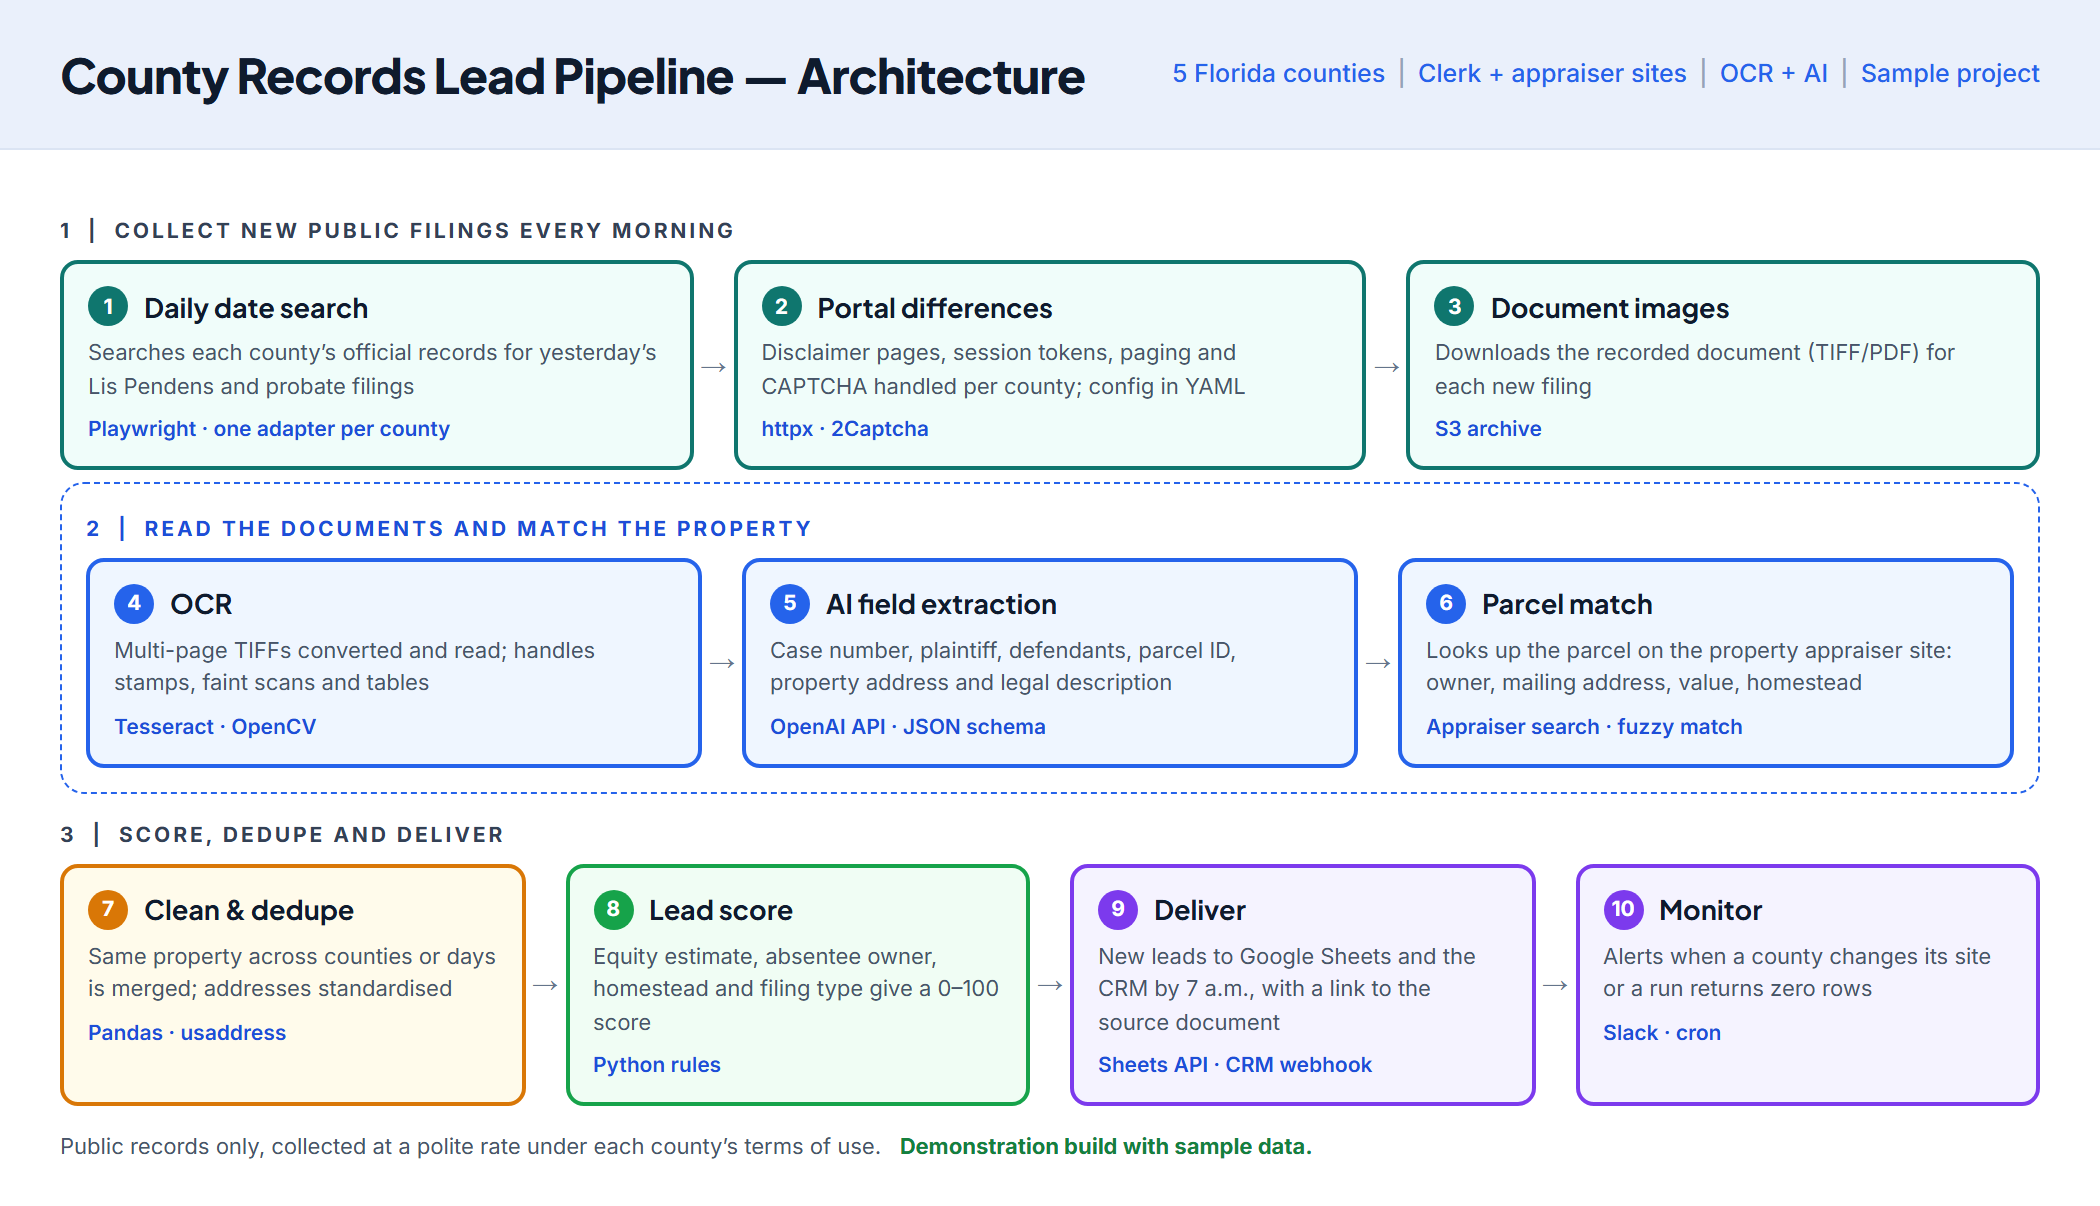 County Records Lead Pipeline — Architecture
5 Florida counties | Clerk + appraiser sites | OCR + AI | Sample project
1 | COLLECT NEW PUBLIC FILINGS EVERY MORNING
1 Daily date search
Searches each county’s official records for yesterday’s
Lis Pendens and probate filings
Playwright · one adapter per county
→
2 Portal differences
Disclaimer pages, session tokens, paging and
CAPTCHA handled per county; config in YAML
httpx · 2Captcha
→
3 Document images
Downloads the recorded document (TIFF/PDF) for
each new filing
S3 archive
2 | READ THE DOCUMENTS AND MATCH THE PROPERTY
4 OCR
Multi-page TIFFs converted and read; handles
stamps, faint scans and tables
Tesseract · OpenCV
→
5 AI field extraction
Case number, plaintiff, defendants, parcel ID,
property address and legal description
OpenAI API · JSON schema
→
6 Parcel match
Looks up the parcel on the property appraiser site:
owner, mailing address, value, homestead
Appraiser search · fuzzy match
3 | SCORE, DEDUPE AND DELIVER
7 Clean & dedupe
Same property across counties or days
is merged; addresses standardised
Pandas · usaddress
→
8 Lead score
Equity estimate, absentee owner,
homestead and filing type give a 0–100
score
Python rules
→
9 Deliver
New leads to Google Sheets and the
CRM by 7 a.m., with a link to the
source document
Sheets API · CRM webhook
→
10 Monitor
Alerts when a county changes its site
or a run returns zero rows
Slack · cron
Public records only, collected at a polite rate under each county’s terms of use. Demonstration build with sample data.